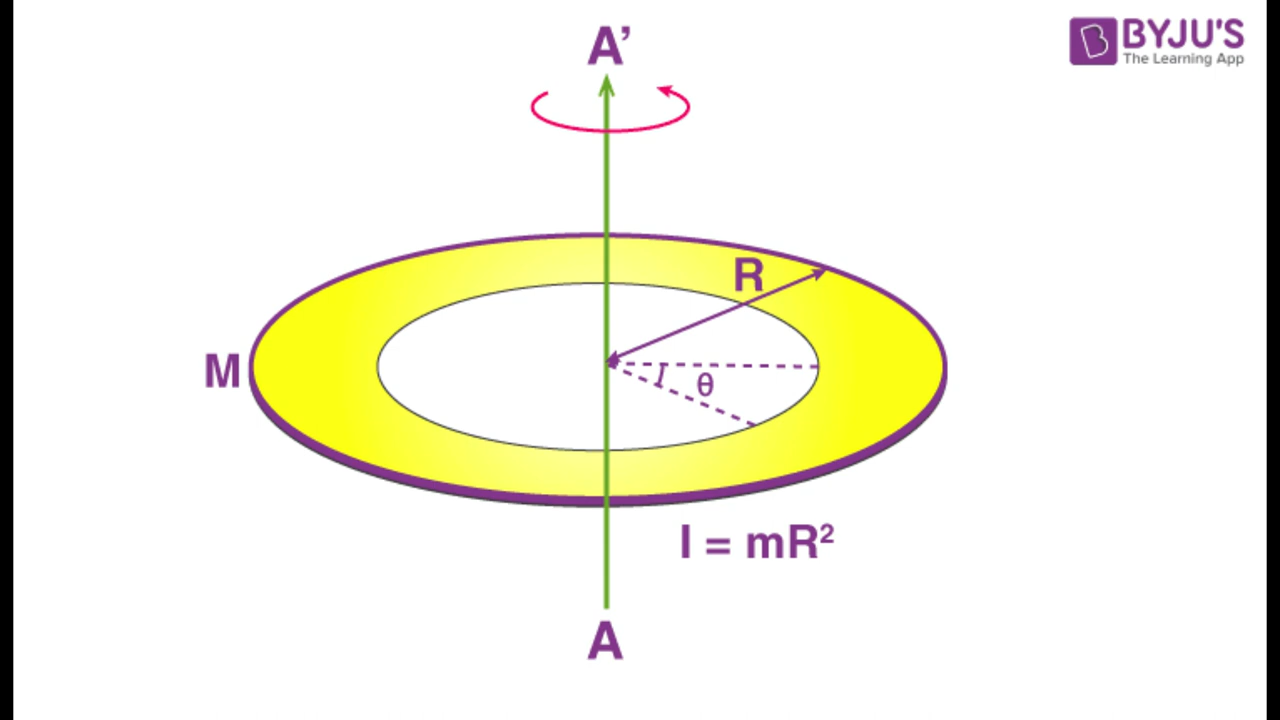 BYJU'S
The Learning App
A’
R
M
θ
I = mR²
A